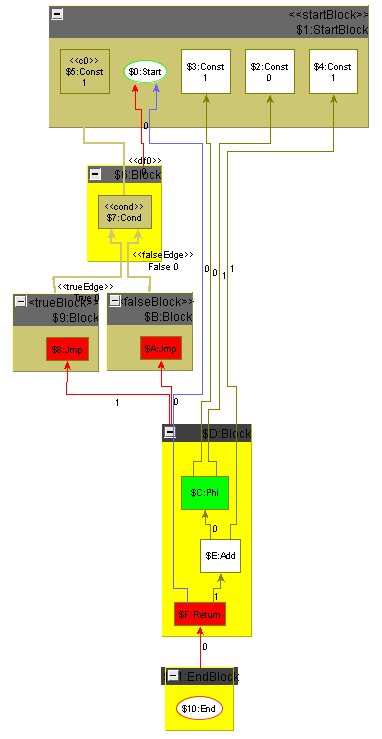 <<startBlock>>
$1:StartBlock
<<c0>>
$5:Const
1
$0:Start
$3:Const
1
$2:Const
0
$4:Const
1
0
<<df0>>
0
$6:Block
<<cond>>
$7:Cond
0
1
1
<<falseEdge>>
False 0
<<trueEdge>>
True 0
<trueBlock>>
$9:Block
<falseBlock>>
$B:Block
$8:Jmp
$A:Jmp
1
0
$D:Block
$C:Phi
0
$E:Add
1
$F:Return
0
1:EndBlock
$10:End